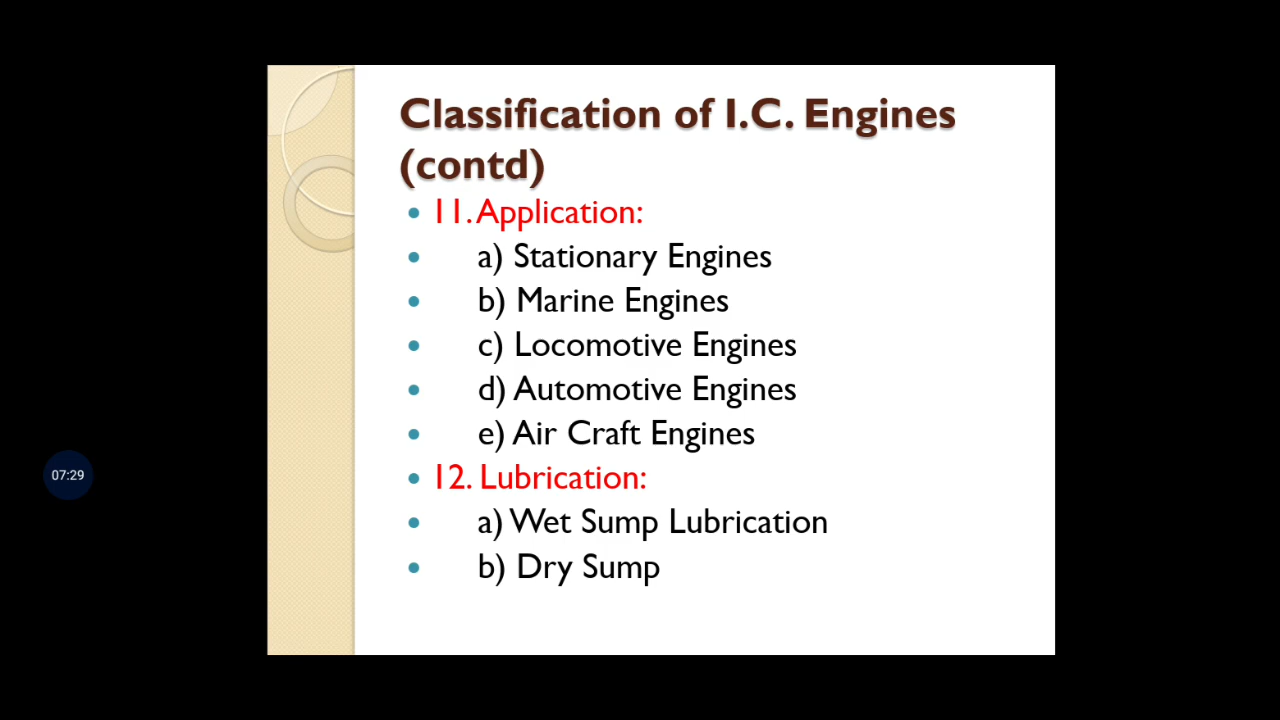 Classification of I.C. Engines
(contd)
• 11. Application:
• a) Stationary Engines
• b) Marine Engines
• c) Locomotive Engines
• d) Automotive Engines
• e) Air Craft Engines
• 12. Lubrication:
• a) Wet Sump Lubrication
• b) Dry Sump
07:29